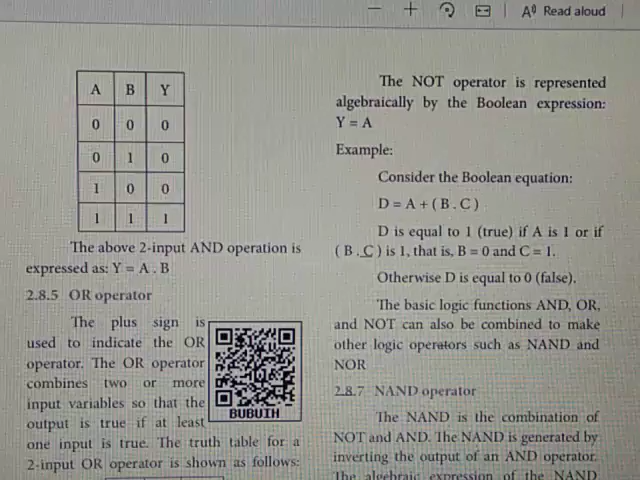 Read aloud
A B Y
0 0 0
0 1 0
1 0 0
1 1 1
The above 2-input AND operation is
expressed as: Y = A . B
2.8.5 OR operator
The plus sign is
used to indicate the OR
operator. The OR operator
combines two or more
input variables so that the
output is true if at least
one input is true. The truth table for a
2-input OR operator is shown as follows:
BUBUIH
The NOT operator is represented
algebraically by the Boolean expression:
Y = A
Example:
Consider the Boolean equation:
D = A + ( B . C )
D is equal to 1 (true) if A is 1 or if
( B . C ) is 1, that is, B = 0 and C = 1.
Otherwise D is equal to 0 (false).
The basic logic functions AND, OR,
and NOT can also be combined to make
other logic operators such as NAND and
NOR
2.8.7 NAND operator
The NAND is the combination of
NOT and AND. The NAND is generated by
inverting the output of an AND operator.
The algebraic expression of the NAND